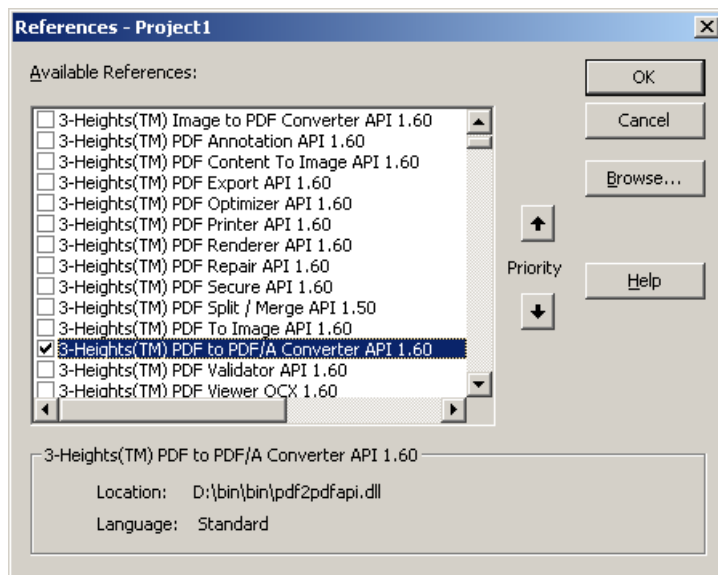 References - Project1
Available References:
3-Heights(TM) Image to PDF Converter API 1.60
3-Heights(TM) PDF Annotation API 1.60
3-Heights(TM) PDF Content To Image API 1.60
3-Heights(TM) PDF Export API 1.60
3-Heights(TM) PDF Optimizer API 1.60
3-Heights(TM) PDF Printer API 1.60
3-Heights(TM) PDF Renderer API 1.60
3-Heights(TM) PDF Repair API 1.60
3-Heights(TM) PDF Secure API 1.60
3-Heights(TM) PDF Split / Merge API 1.50
3-Heights(TM) PDF To Image API 1.60
3-Heights(TM) PDF to PDF/A Converter API 1.60
3-Heights(TM) PDF Validator API 1.60
3-Heights(TM) PDF Viewer OCX 1.60
Priority
OK
Cancel
Browse...
Help
3-Heights(TM) PDF to PDF/A Converter API 1.60
Location: D:\bin\bin\pdf2pdfapi.dll
Language: Standard